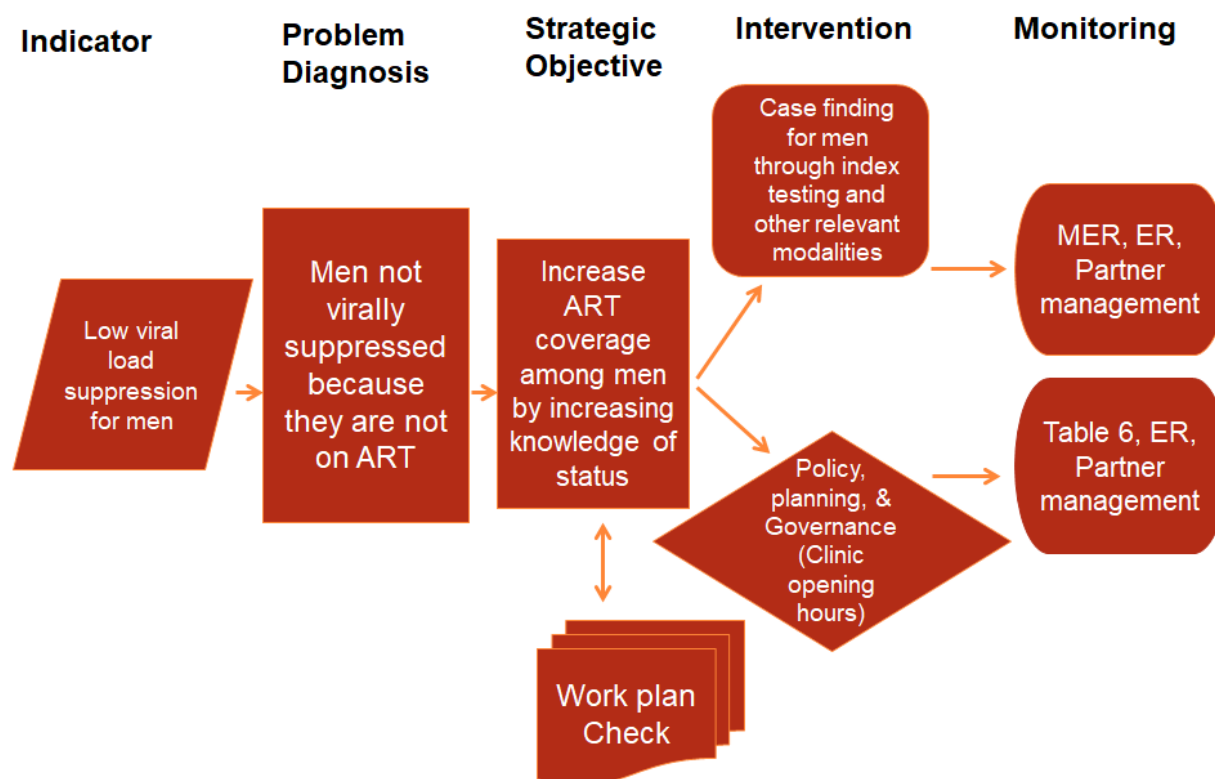 Indicator
Problem
Diagnosis
Strategic
Objective
Intervention
Monitoring
Low viral
load
suppression
for men
Men not
virally
suppressed
because
they are not
on ART
Increase
ART
coverage
among men
by increasing
knowledge of
status
Work plan
Check
Case finding
for men
through index
testing and
other relevant
modalities
Policy,
planning, &
Governance
(Clinic
opening
hours)
MER, ER,
Partner
management
Table 6, ER,
Partner
management